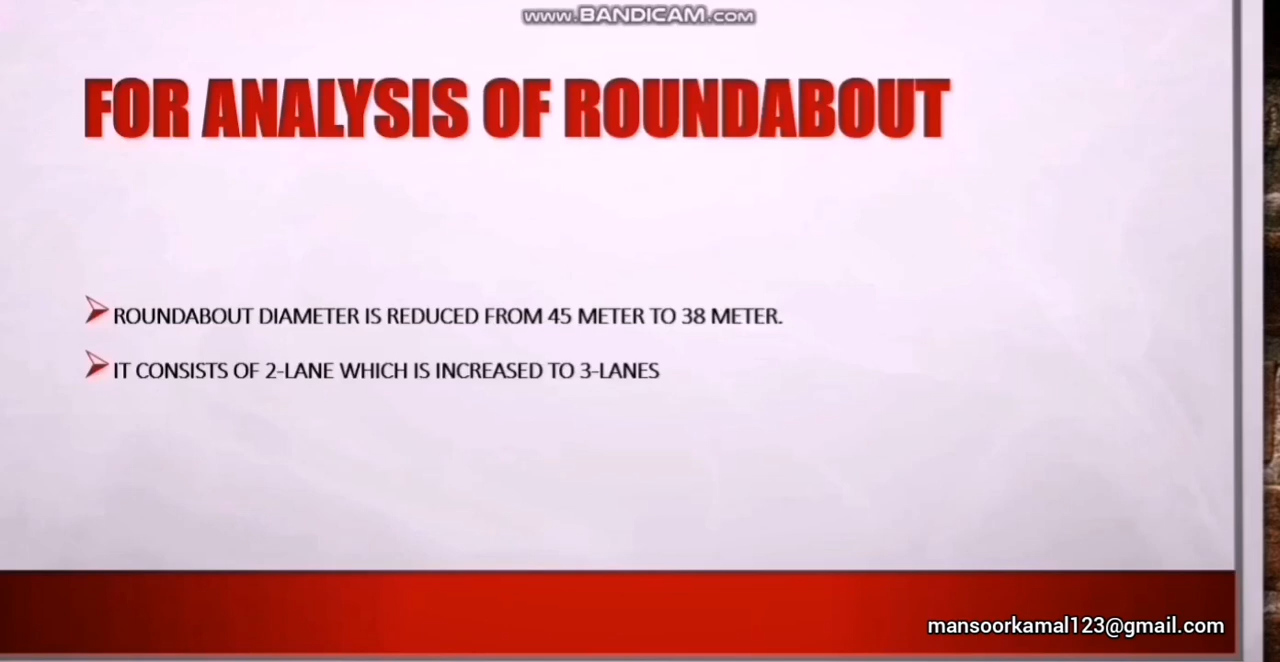 www.BANDICAM.com
FOR ANALYSIS OF ROUNDABOUT
ROUNDABOUT DIAMETER IS REDUCED FROM 45 METER TO 38 METER.
IT CONSISTS OF 2-LANE WHICH IS INCREASED TO 3-LANES
mansoorkamal123@gmail.com